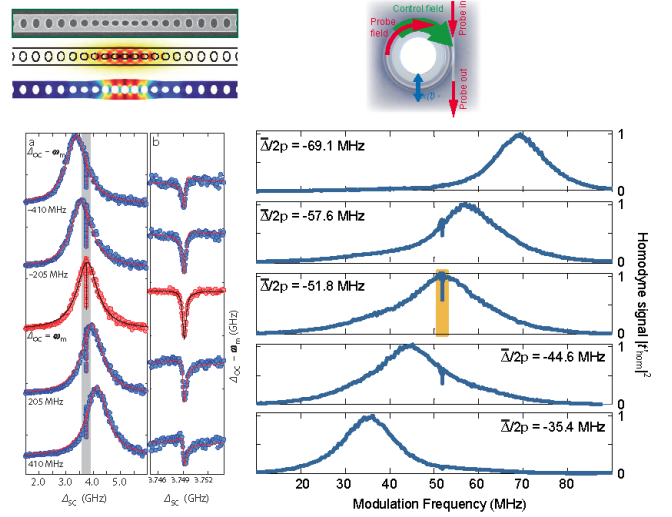 Control field
Probe field
Probe in
Probe out
a
b
Δ_OC – ω_m
–410 MHz
–205 MHz
Δ_OC = ω_m
205 MHz
410 MHz
2.0 3.0 4.0 5.0
3.746 3.749 3.752
Δ_SC (GHz)
Δ_SC (GHz)
Δ_OC – ω_m (GHz)
Δ̅/2p = -69.1 MHz
1
0
Δ̅/2p = -57.6 MHz
1
0
Δ̅/2p = -51.8 MHz
1
0
Δ̅/2p = -44.6 MHz
1
0
Δ̅/2p = -35.4 MHz
1
0
10 20 30 40 50 60 70 80
Modulation Frequency (MHz)
Homodyne signal |t'hom|²